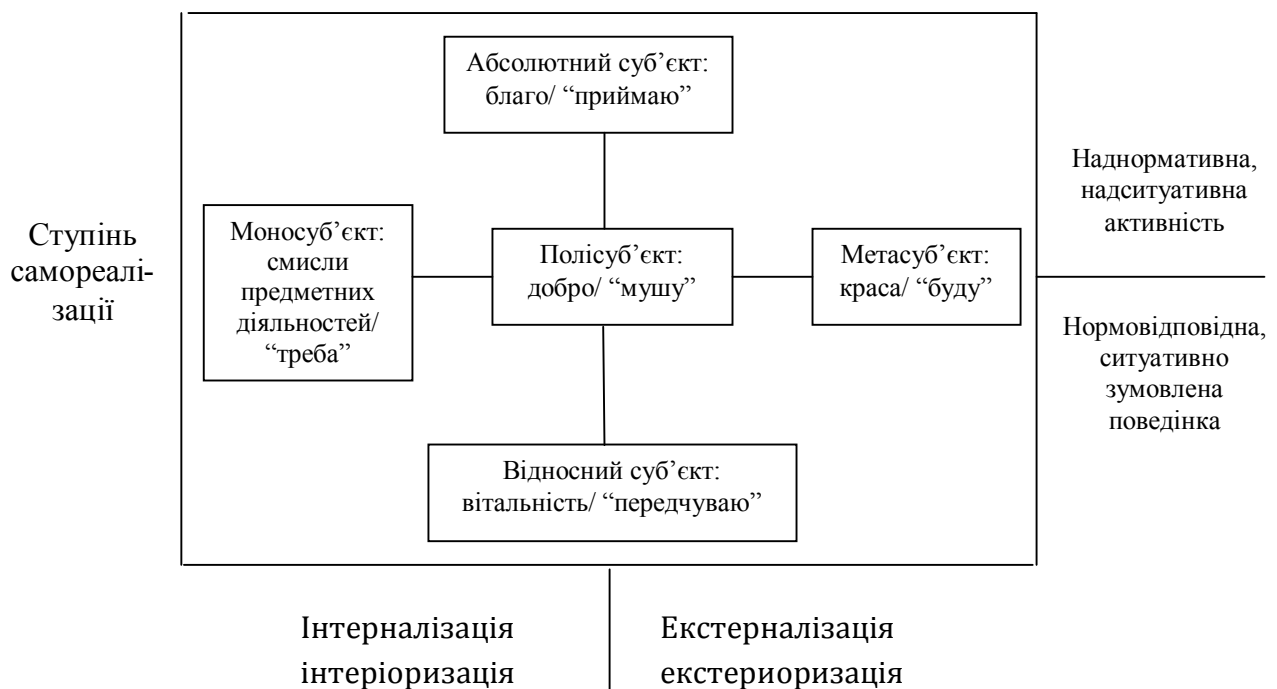 Абсолютний суб’єкт:
благо/ “приймаю”
Наднормативна,
надситуативна
активність
Ступінь
самореалі-
зації
Моносуб’єкт:
смисли
предметних
діяльностей/
“треба”
Полісуб’єкт:
добро/ “мушу”
Метасуб’єкт:
краса/ “буду”
Нормовідповідна,
ситуативно
зумовлена
поведінка
Відносний суб’єкт:
вітальність/ “передчуваю”
Інтерналізація
інтеріоризація
Екстерналізація
екстериоризація